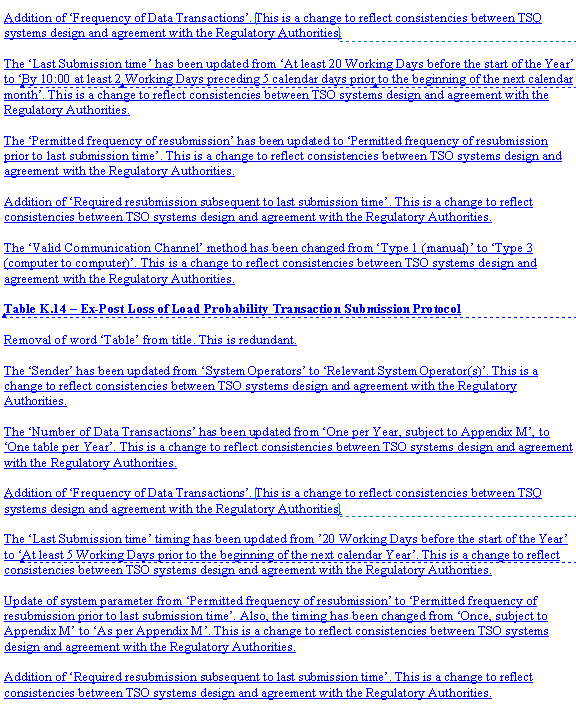 Addition of ‘Frequency of Data Transactions’. This is a change to reflect consistencies between TSO
systems design and agreement with the Regulatory Authorities.
The ‘Last Submission time’ has been updated from ‘At least 20 Working Days before the start of the Year’
to ‘By 10:00 at least 2 Working Days preceding 5 calendar days prior to the beginning of the next calendar
month’. This is a change to reflect consistencies between TSO systems design and agreement with the
Regulatory Authorities.
The ‘Permitted frequency of resubmission’ has been updated to ‘Permitted frequency of resubmission
prior to last submission time’. This is a change to reflect consistencies between TSO systems design and
agreement with the Regulatory Authorities.
Addition of ‘Required resubmission subsequent to last submission time’. This is a change to reflect
consistencies between TSO systems design and agreement with the Regulatory Authorities.
The ‘Valid Communication Channel’ method has been changed from ‘Type 1 (manual)’ to ‘Type 3
(computer to computer)’. This is a change to reflect consistencies between TSO systems design and
agreement with the Regulatory Authorities.
Table K.14 – Ex-Post Loss of Load Probability Transaction Submission Protocol
Removal of word ‘Table’ from title. This is redundant.
The ‘Sender’ has been updated from ‘System Operators’ to ‘Relevant System Operator(s)’. This is a
change to reflect consistencies between TSO systems design and agreement with the Regulatory
Authorities.
The ‘Number of Data Transactions’ has been updated from ‘One per Year, subject to Appendix M’, to
‘One table per Year’. This is a change to reflect consistencies between TSO systems design and agreement
with the Regulatory Authorities.
Addition of ‘Frequency of Data Transactions’. This is a change to reflect consistencies between TSO
systems design and agreement with the Regulatory Authorities.
The ‘Last Submission time’ timing has been updated from ’20 Working Days before the start of the Year’
to ‘At least 5 Working Days prior to the beginning of the next calendar Year’. This is a change to reflect
consistencies between TSO systems design and agreement with the Regulatory Authorities.
Update of system parameter from ‘Permitted frequency of resubmission’ to ‘Permitted frequency of
resubmission prior to last submission time’. Also, the timing has been changed from ‘Once, subject to
Appendix M’ to ‘As per Appendix M’. This is a change to reflect consistencies between TSO systems
design and agreement with the Regulatory Authorities.
Addition of ‘Required resubmission subsequent to last submission time’. This is a change to reflect
consistencies between TSO systems design and agreement with the Regulatory Authorities.